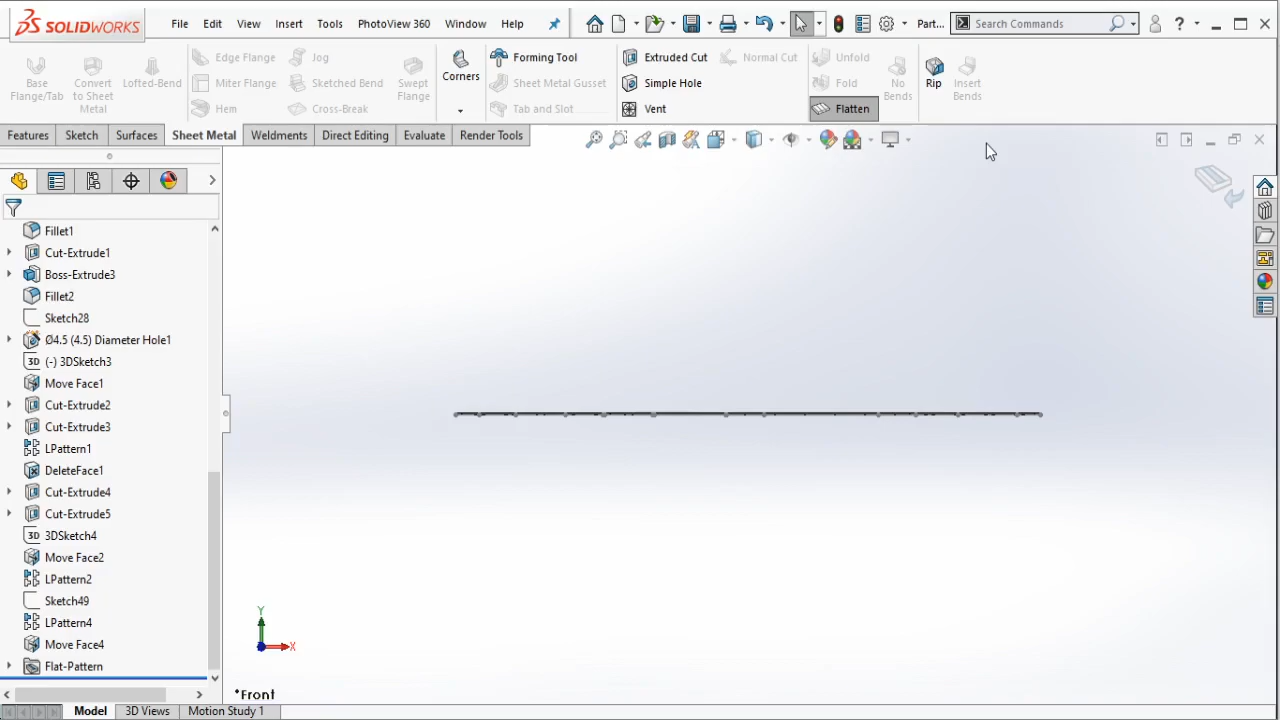 SOLIDWORKS
File Edit View Insert Tools PhotoView 360 Window Help
Part...
Search Commands
Base Flange/Tab
Convert to Sheet Metal
Lofted-Bend
Edge Flange
Miter Flange
Hem
Jog
Sketched Bend
Cross-Break
Swept Flange
Corners
Forming Tool
Sheet Metal Gusset
Tab and Slot
Extruded Cut
Simple Hole
Vent
Normal Cut
Unfold
Fold
Flatten
No Bends
Rip
Insert Bends
Features Sketch Surfaces Sheet Metal Weldments Direct Editing Evaluate Render Tools
Fillet1
Cut-Extrude1
Boss-Extrude3
Fillet2
Sketch28
Ø4.5 (4.5) Diameter Hole1
3D (-) 3DSketch3
Move Face1
Cut-Extrude2
Cut-Extrude3
LPattern1
DeleteFace1
Cut-Extrude4
Cut-Extrude5
3D 3DSketch4
Move Face2
LPattern2
Sketch49
LPattern4
Move Face4
Flat-Pattern
Y
X
*Front
Model 3D Views Motion Study 1